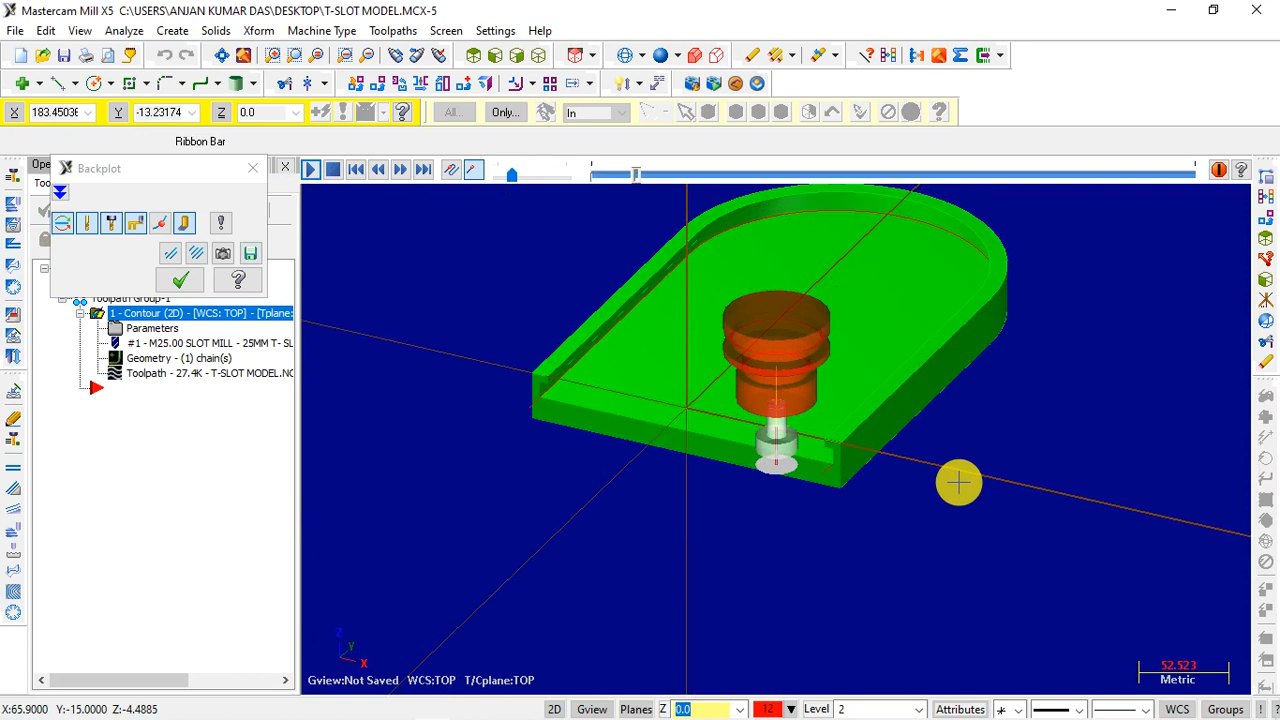 Mastercam Mill X5  C:\USERS\ANJAN KUMAR DAS\DESKTOP\T-SLOT MODEL.MCX-5
File Edit View Analyze Create Solids Xform Machine Type Toolpaths Screen Settings Help
X 183.45036 Y -13.23174 Z 0.0 All... Only... In
Ribbon Bar
Ope
Backplot
Too
Toolpath Group-1
1 - Contour (2D) - [WCS: TOP] - [Tplane:
Parameters
#1 - M25.00 SLOT MILL - 25MM T-SL
Geometry - (1) chain(s)
Toolpath - 27.4K - T-SLOT MODEL.NC
Z
Y
X
52.523
Metric
Gview:Not Saved WCS:TOP T/Cplane:TOP
X:65.9000 Y:-15.0000 Z:-4.4885 2D Gview Planes Z 0.0 12 Level 2 Attributes WCS Groups ! ?